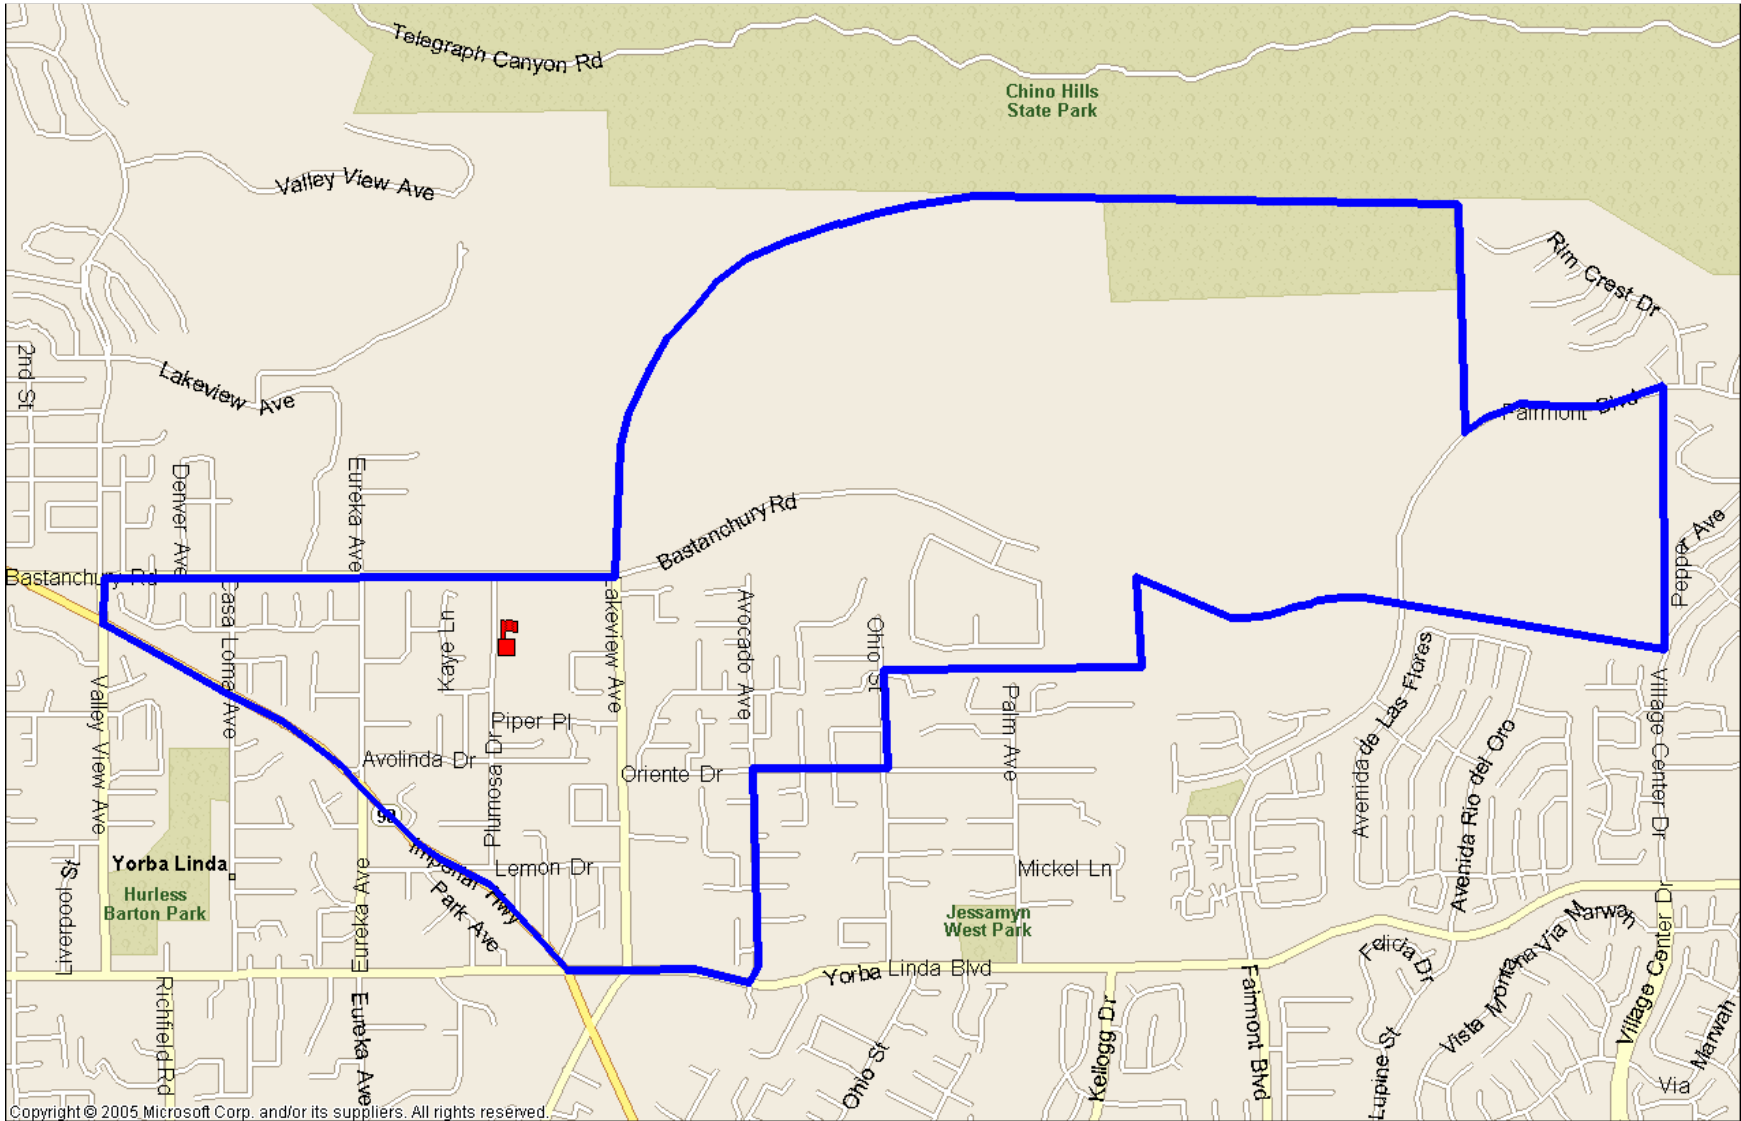 Telegraph Canyon Rd
Chino Hills
State Park
Valley View Ave
Rim Crest Dr
2nd St
Lakeview Ave
Fairmont Blvd
Denver Ave
Eureka Ave
Bastanchury Rd
Pepper Ave
Bastanchury Rd
Casa Loma Ave
Kaye Ln
Lakeview Ave
Avocado Ave
Ohio St
Avenida de Las Flores
Valley View Ave
Piper Pl
Palm Ave
Village Center Dr
Avolinda Dr
Plumosa Dr
Oriente Dr
Avenida Rio del Oro
90
Imperial Hwy
Yorba Linda
Lemon Dr
Mickel Ln
Hurless
Barton Park
Park Ave
Liverpool St
Eureka Ave
Jessamyn
West Park
Via Marwah
Felicia Dr
Yorba Linda Blvd
Richfield Rd
Eureka Ave
Ohio St
Kellogg Dr
Fairmont Blvd
Lupine St
Vista Montana
Village Center Dr
Marwah
Via
Copyright © 2005 Microsoft Corp. and/or its suppliers. All rights reserved.